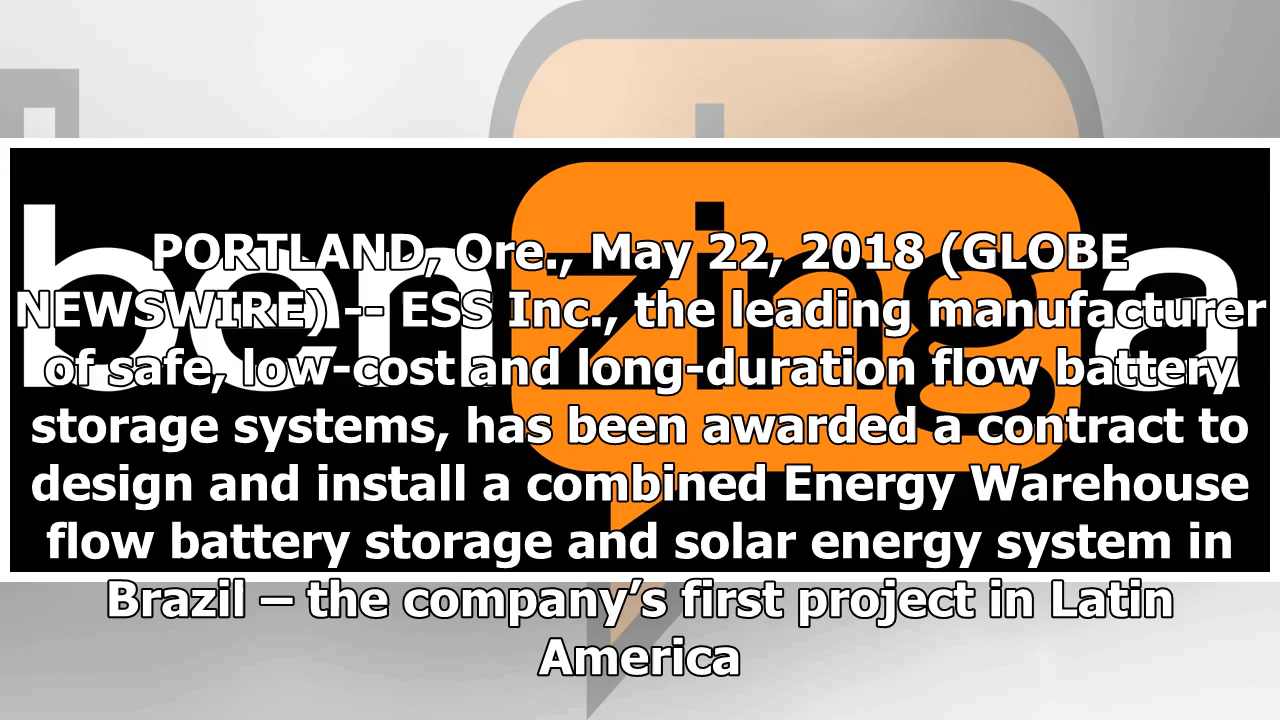 benzinga
PORTLAND, Ore., May 22, 2018 (GLOBE
NEWSWIRE) -- ESS Inc., the leading manufacturer
of safe, low-cost and long-duration flow battery
storage systems, has been awarded a contract to
design and install a combined Energy Warehouse
flow battery storage and solar energy system in
Brazil – the company’s first project in Latin
America